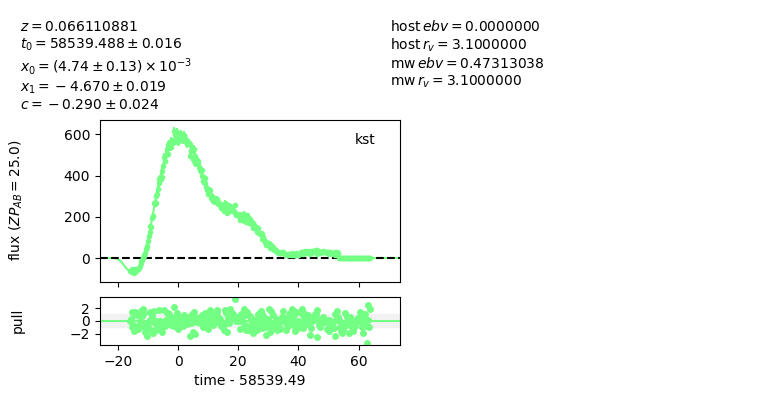 z = 0.066110881
t₀ = 58539.488 ± 0.016
x₀ = (4.74 ± 0.13) × 10⁻³
x₁ = −4.670 ± 0.019
c = −0.290 ± 0.024
host ebv = 0.0000000
host r_v = 3.1000000
mw ebv = 0.47313038
mw r_v = 3.1000000
flux (ZP_AB = 25.0)
600
400
200
0
kst
pull
2
0
−2
−20 0 20 40 60
time - 58539.49